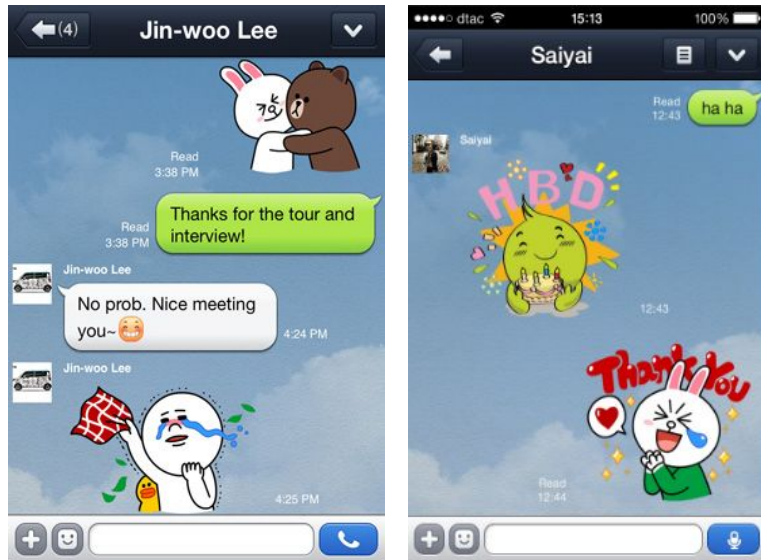 (4)
Jin-woo Lee
Read
3:38 PM
Thanks for the tour and
interview!
Read
3:38 PM
Jin-woo Lee
No prob. Nice meeting
you~
4:24 PM
Jin-woo Lee
4:25 PM
dtac
15:13
100%
Saiyai
ha ha
Read
12:43
Saiyai
HBD
12:43
Thank You
Read
12:44